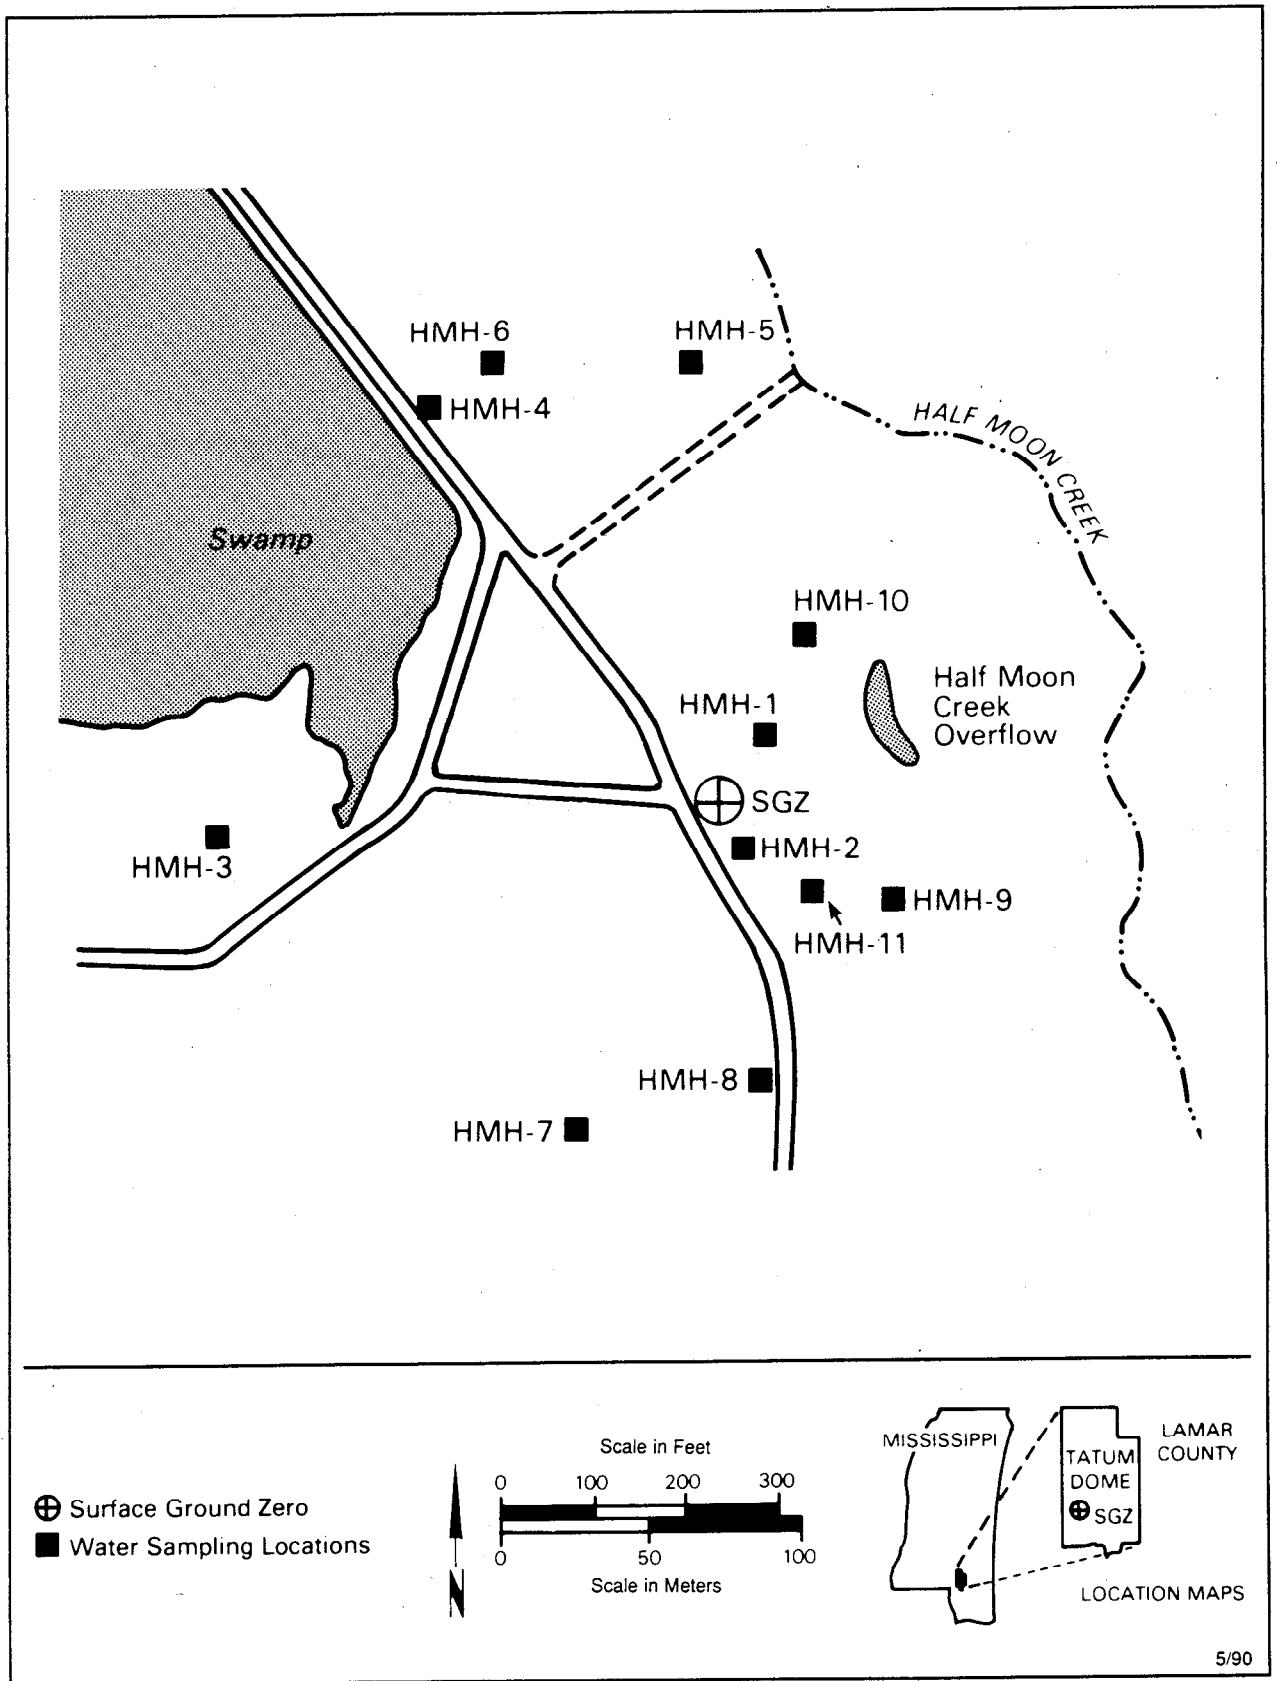 HMH-6
HMH-5
HMH-4
HALF MOON CREEK
Swamp
HMH-10
Half Moon
Creek
Overflow
HMH-1
SGZ
HMH-2
HMH-3
HMH-9
HMH-11
HMH-8
HMH-7
Surface Ground Zero
Water Sampling Locations
N
Scale in Feet
0 100 200 300
0 50 100
Scale in Meters
MISSISSIPPI
LAMAR
COUNTY
TATUM
DOME
SGZ
LOCATION MAPS
5/90